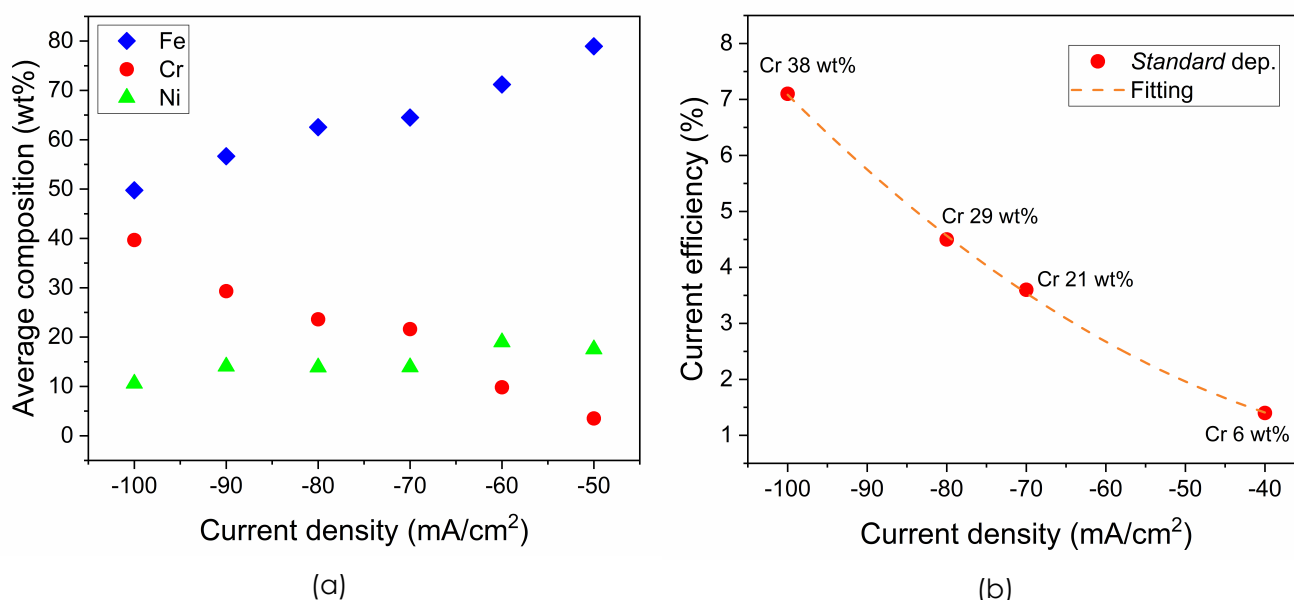 Fe
Cr
Ni
80
70
60
50
40
30
20
10
0
Average composition (wt%)
-100 -90 -80 -70 -60 -50
Current density (mA/cm²)
(a)
Standard dep.
Fitting
8
7
6
5
4
3
2
1
Current efficiency (%)
Cr 38 wt%
Cr 29 wt%
Cr 21 wt%
Cr 6 wt%
-100 -90 -80 -70 -60 -50 -40
Current density (mA/cm²)
(b)